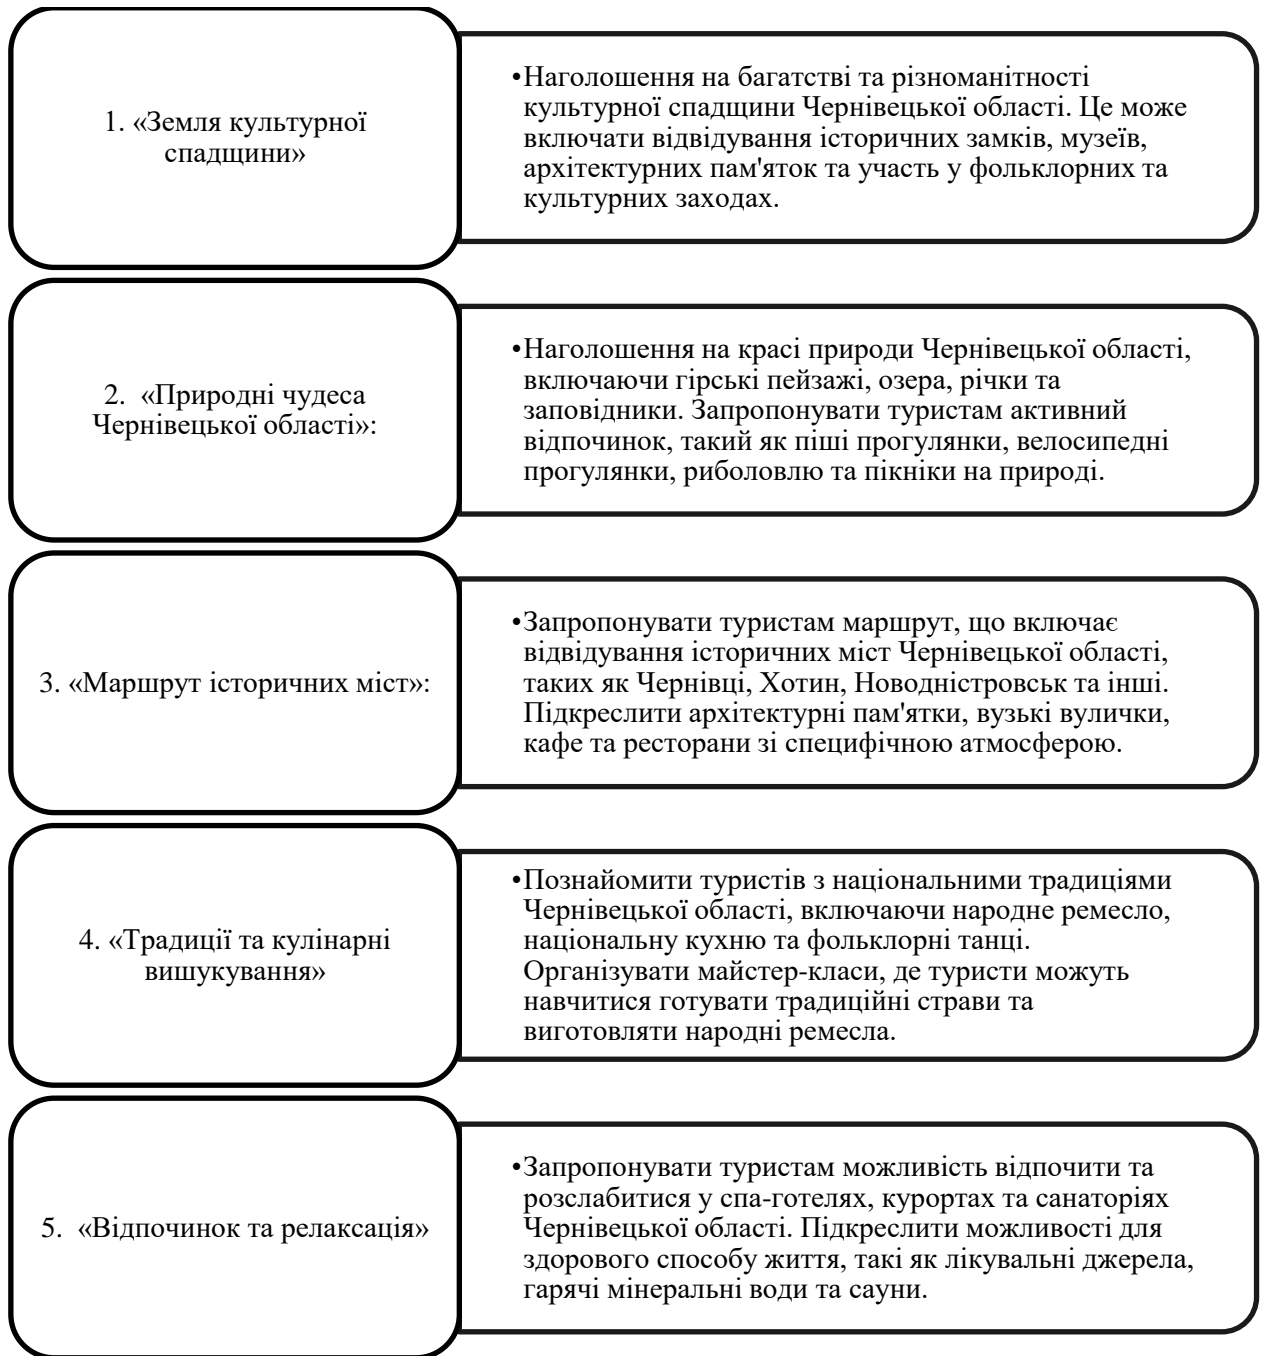 1. «Земля культурної
спадщини»
•Наголошення на багатстві та різноманітності
культурної спадщини Чернівецької області. Це може
включати відвідування історичних замків, музеїв,
архітектурних пам'яток та участь у фольклорних та
культурних заходах.
2. «Природні чудеса
Чернівецької області»:
•Наголошення на красі природи Чернівецької області,
включаючи гірські пейзажі, озера, річки та
заповідники. Запропонувати туристам активний
відпочинок, такий як піші прогулянки, велосипедні
прогулянки, риболовлю та пікніки на природі.
3. «Маршрут історичних міст»:
•Запропонувати туристам маршрут, що включає
відвідування історичних міст Чернівецької області,
таких як Чернівці, Хотин, Новодністровськ та інші.
Підкреслити архітектурні пам'ятки, вузькі вулички,
кафе та ресторани зі специфічною атмосферою.
4. «Традиції та кулінарні
вишукування»
•Познайомити туристів з національними традиціями
Чернівецької області, включаючи народне ремесло,
національну кухню та фольклорні танці.
Організувати майстер-класи, де туристи можуть
навчитися готувати традиційні страви та
виготовляти народні ремесла.
5. «Відпочинок та релаксація»
•Запропонувати туристам можливість відпочити та
розслабитися у спа-готелях, курортах та санаторіях
Чернівецької області. Підкреслити можливості для
здорового способу життя, такі як лікувальні джерела,
гарячі мінеральні води та сауни.